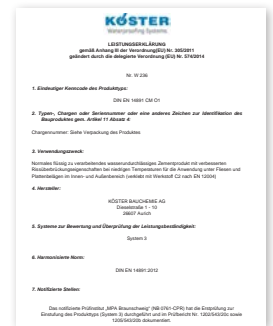 KÖSTER
Waterproofing Systems
LEISTUNGSERKLÄRUNG
gemäß Anhang III der Verordnung(EU) Nr. 305/2011
geändert durch die delegierte Verordnung (EU) Nr. 574/2014
Nr. W 236
1. Eindeutiger Kenncode des Produkttyps:
DIN EN 14891 CM O1
2. Typen-, Chargen oder Seriennummer oder eine anderes Zeichen zur Identifikation des
Bauproduktes gem. Artikel 11 Absatz 4:
Chargennummer: Siehe Verpackung des Produktes
3. Verwendungszweck:
Normales flüssig zu verarbeitendes wasserundurchlässiges Zementprodukt mit verbesserten
Rissüberbrückungseigenschaften bei niedrigen Temperaturen für die Anwendung unter Fliesen und
Plattenbelägen im Innen- und Außenbereich (verklebt mit Werkstoff C2 nach EN 12004)
4. Hersteller:
KÖSTER BAUCHEMIE AG
Dieselstraße 1 - 10
26607 Aurich
5. Systeme zur Bewertung und Überprüfung der Leistungsbeständigkeit:
System 3
6. Harmonisierte Norm:
DIN EN 14891:2012
7. Notifizierte Stellen:
Das notifizierte Prüfinstitut „MPA Braunschweig“ (NB 0761-CPR) hat die Erstprüfung zur
Einstufung des Produkttyps (System 3) durchgeführt und im Prüfbericht Nr. 1202/543/20c sowie
1205/543/20b dokumentiert.